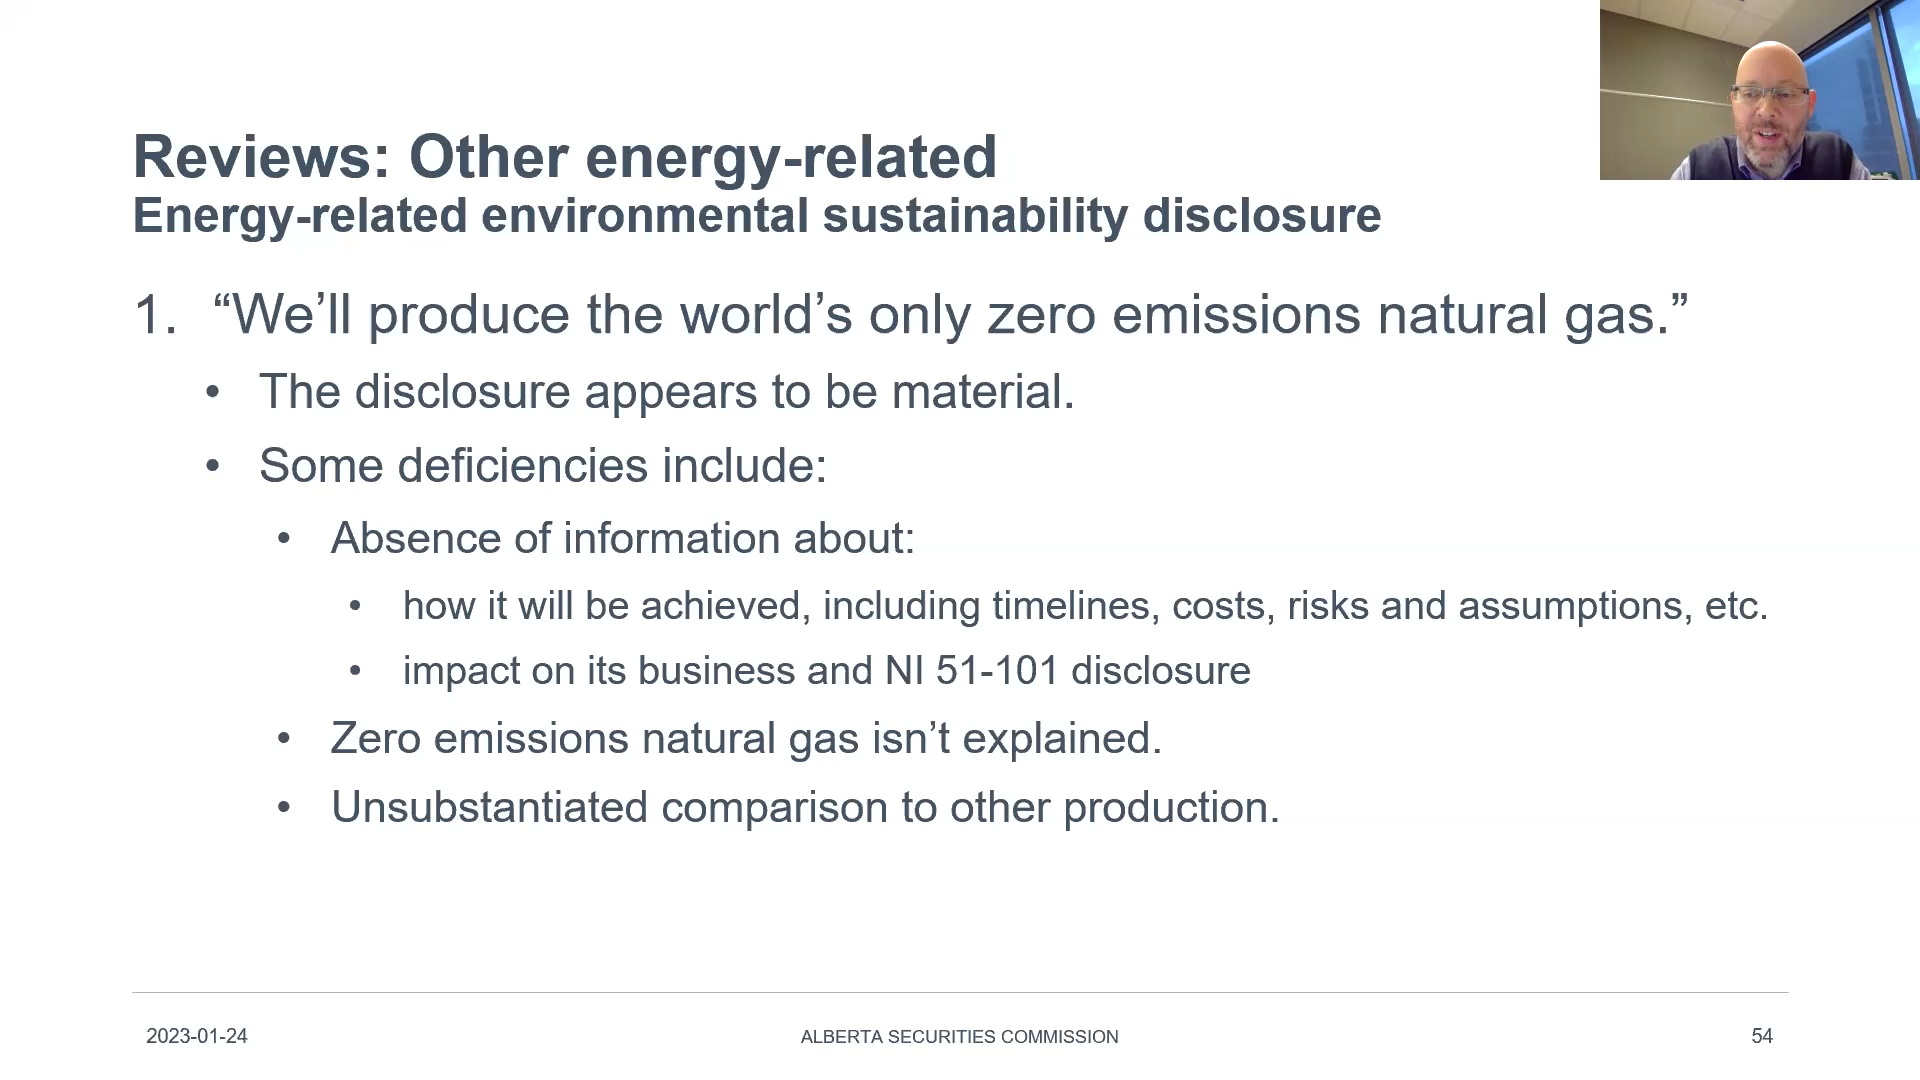 Reviews: Other energy-related
Energy-related environmental sustainability disclosure
1. “We’ll produce the world’s only zero emissions natural gas.”
• The disclosure appears to be material.
• Some deficiencies include:
• Absence of information about:
• how it will be achieved, including timelines, costs, risks and assumptions, etc.
• impact on its business and NI 51-101 disclosure
• Zero emissions natural gas isn’t explained.
• Unsubstantiated comparison to other production.
2023-01-24
ALBERTA SECURITIES COMMISSION
54